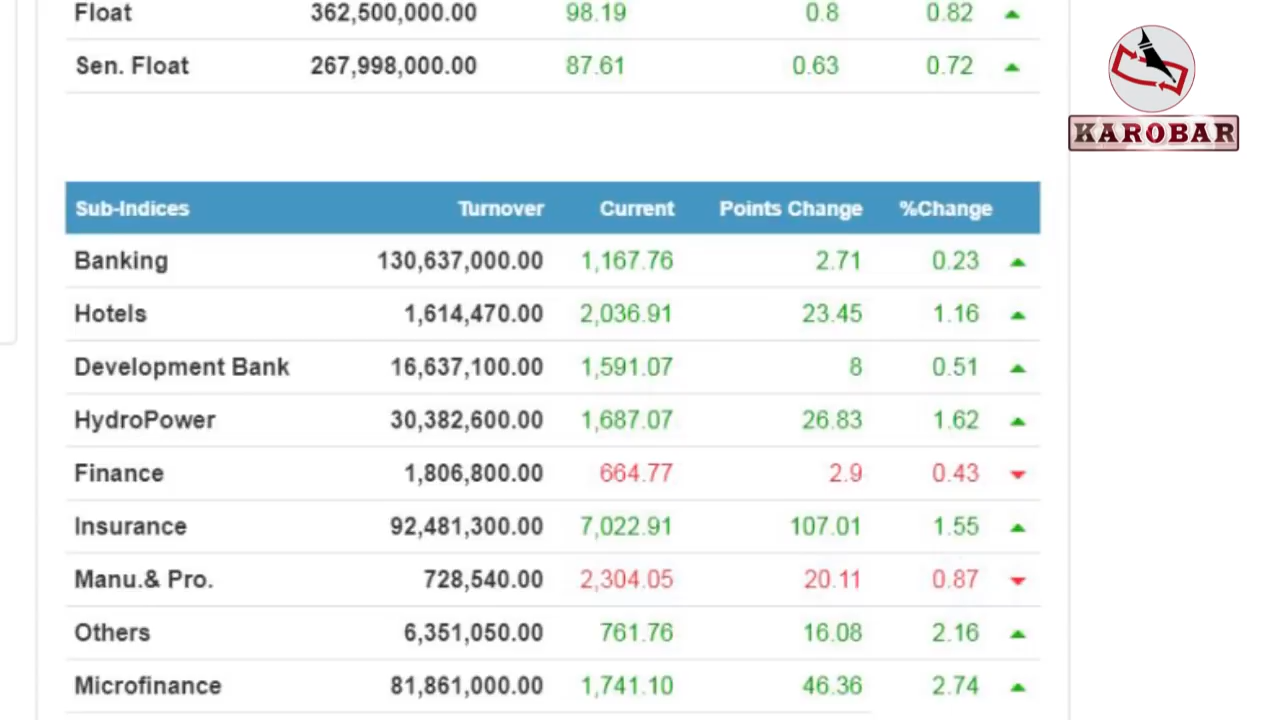 Float 362,500,000.00 98.19 0.8 0.82
Sen. Float 267,998,000.00 87.61 0.63 0.72
KAROBAR
Sub-Indices Turnover Current Points Change %Change
Banking 130,637,000.00 1,167.76 2.71 0.23
Hotels 1,614,470.00 2,036.91 23.45 1.16
Development Bank 16,637,100.00 1,591.07 8 0.51
HydroPower 30,382,600.00 1,687.07 26.83 1.62
Finance 1,806,800.00 664.77 2.9 0.43
Insurance 92,481,300.00 7,022.91 107.01 1.55
Manu.& Pro. 728,540.00 2,304.05 20.11 0.87
Others 6,351,050.00 761.76 16.08 2.16
Microfinance 81,861,000.00 1,741.10 46.36 2.74